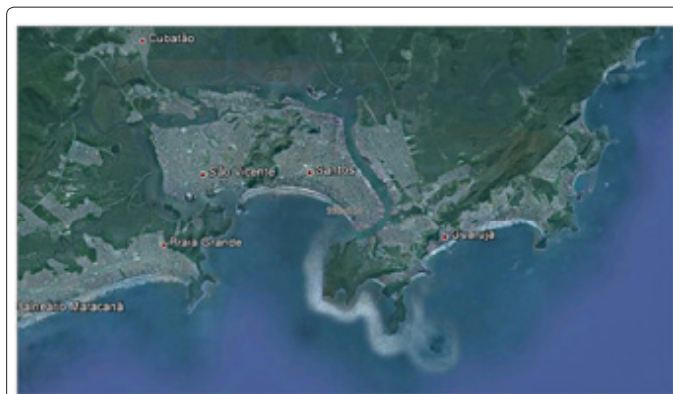 Cubatão
São Vicente
Santos
Guarujá
Praia Grande
Balneário Maracanã